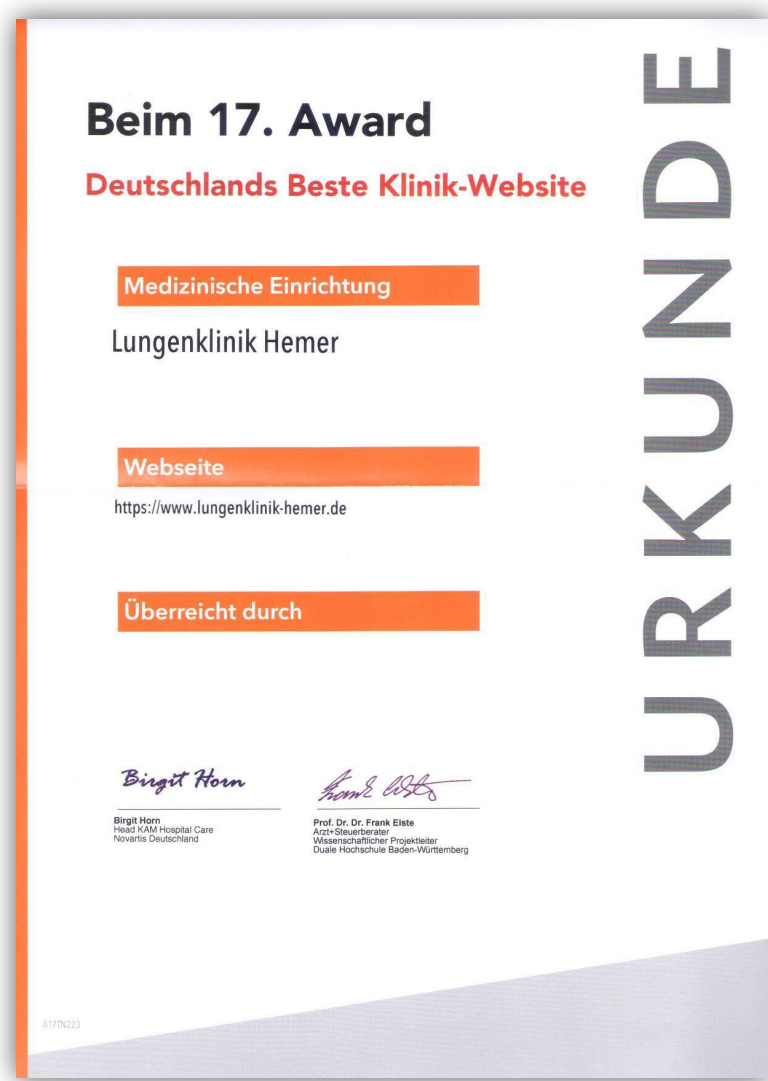 Beim 17. Award
Deutschlands Beste Klinik-Website
Medizinische Einrichtung
Lungenklinik Hemer
Webseite
https://www.lungenklinik-hemer.de
Überreicht durch
Birgit Horn
Birgit Horn
Head KAM Hospital Care
Novartis Deutschland
Prof. Dr. Dr. Frank Elste
Arzt+Steuerberater
Wissenschaftlicher Projektleiter
Duale Hochschule Baden-Württemberg
A17TN223
URKUNDE